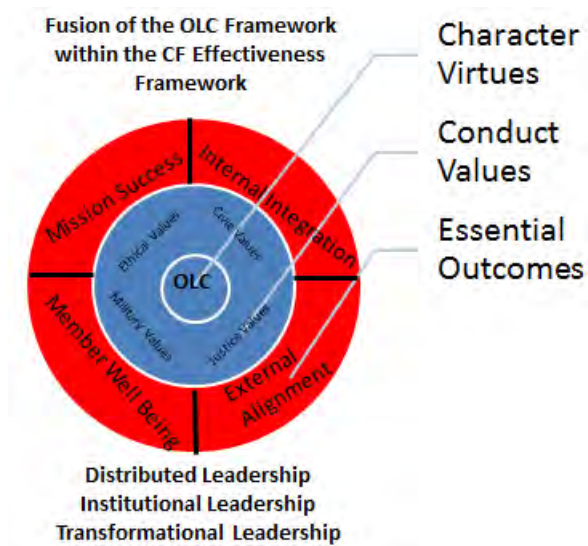 Fusion of the OLC Framework
within the CF Effectiveness
Framework
Character
Virtues
Conduct
Values
Essential
Outcomes
Mission Success
Internal Integration
Ethical Values
Civic Values
OLC
Military Values
Justice Values
Member Well Being
External
Alignment
Distributed Leadership
Institutional Leadership
Transformational Leadership